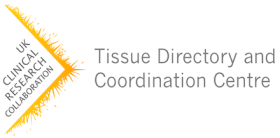 UK
CLINICAL
RESEARCH
COLLABORATION
Tissue Directory and
Coordination Centre